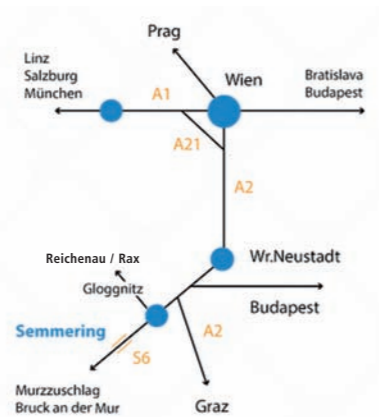 Prag
Linz
Salzburg
München
Wien
Bratislava
Budapest
A1
A21
A2
Reichenau / Rax
Wr.Neustadt
Gloggnitz
Budapest
Semmering
A2
S6
Murzzuschlag
Bruck an der Mur
Graz